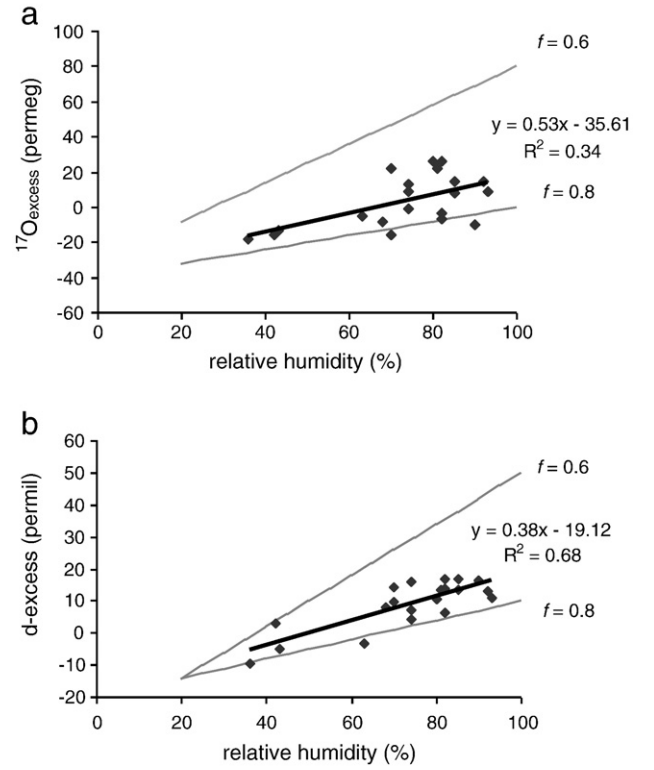 a
100
80
60
40
20
0
-20
-40
-60
¹⁷Oexcess (permeg)
f = 0.6
y = 0.53x - 35.61
R² = 0.34
f = 0.8
0 20 40 60 80 100
relative humidity (%)
b
60
50
40
30
20
10
0
-10
-20
d-excess (permil)
f = 0.6
y = 0.38x - 19.12
R² = 0.68
f = 0.8
0 20 40 60 80 100
relative humidity (%)